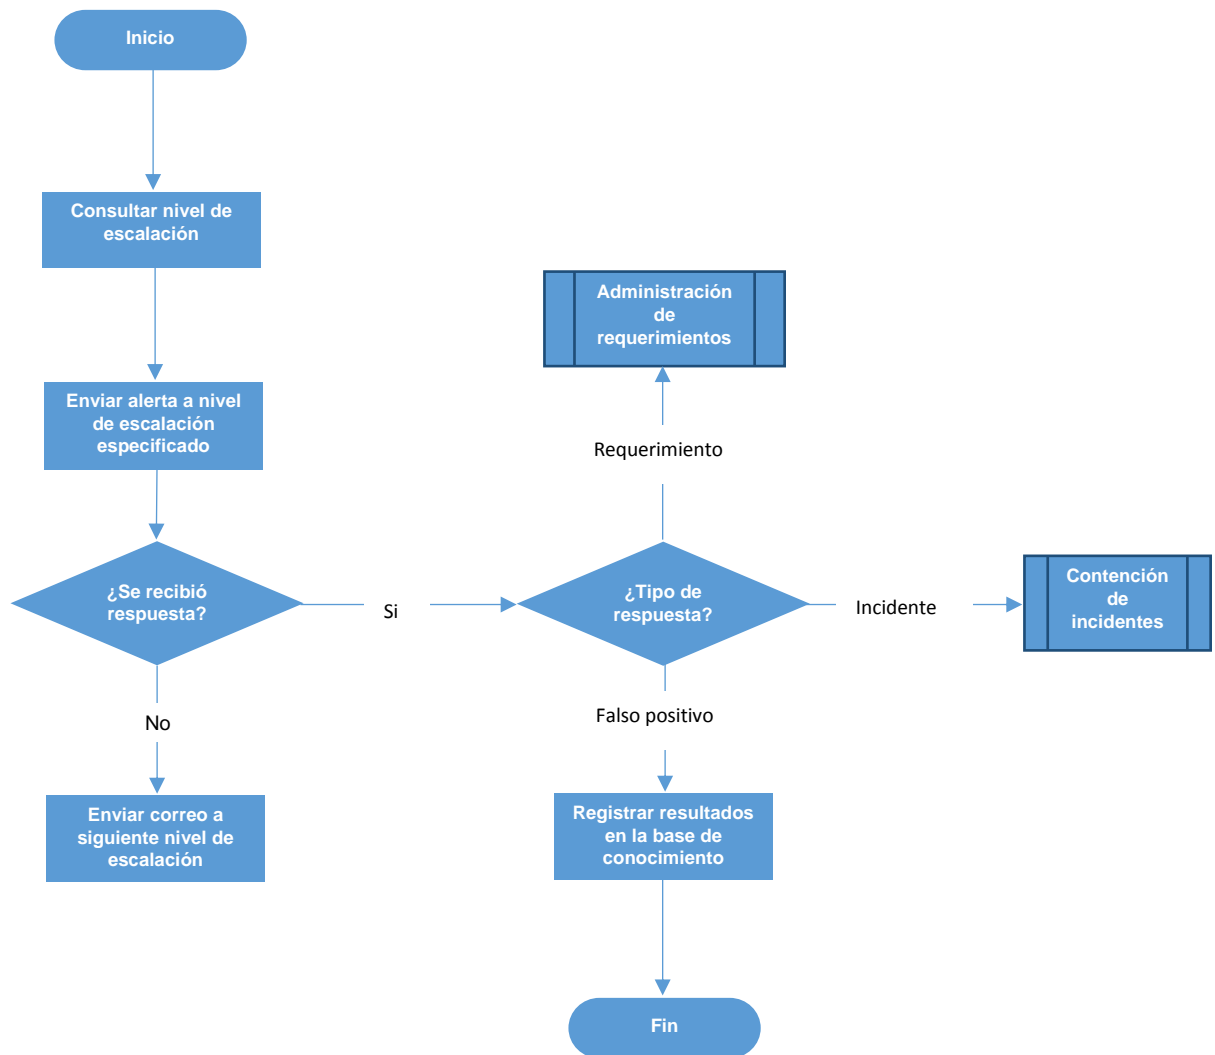 Inicio
Consultar nivel de
escalación
Administración
de
requerimientos
Enviar alerta a nivel
de escalación
especificado
Requerimiento
¿Se recibió
respuesta?
Si
¿Tipo de
respuesta?
Incidente
Contención
de
incidentes
No
Falso positivo
Enviar correo a
siguiente nivel de
escalación
Registrar resultados
en la base de
conocimiento
Fin